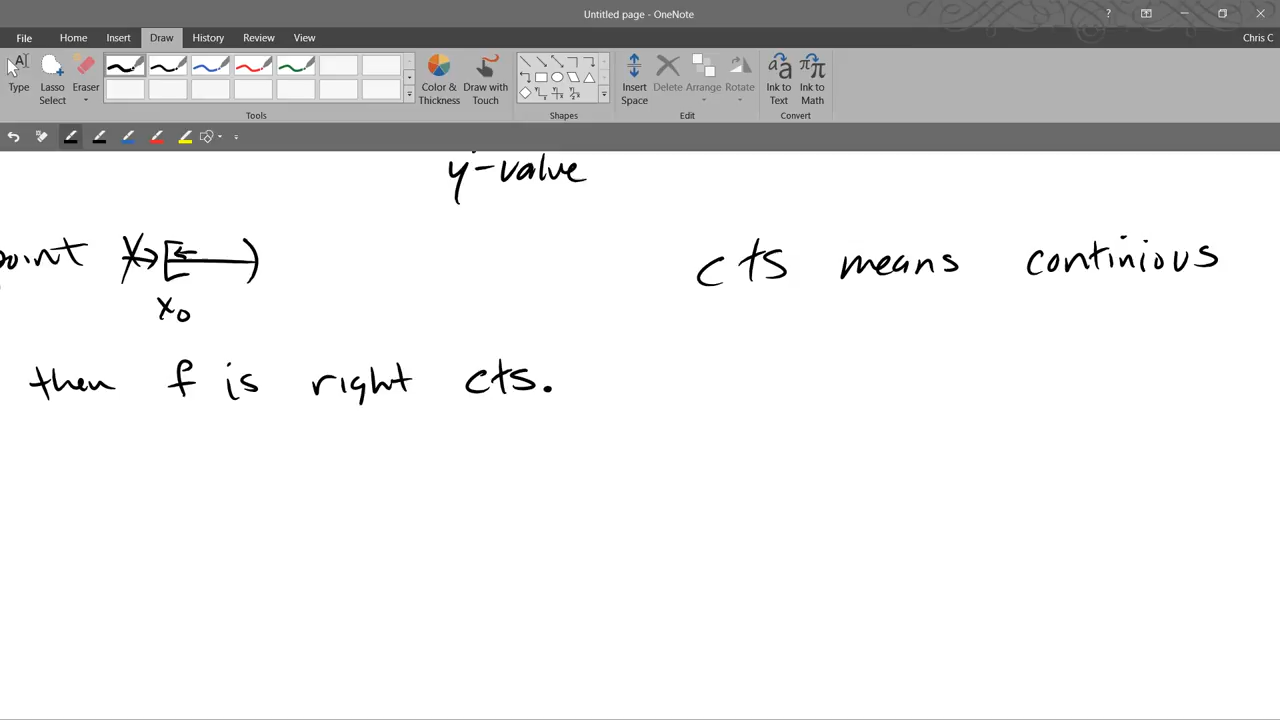 Untitled page - OneNote
File Home Insert Draw History Review View
Chris C
Type
Lasso Select
Eraser
Color & Thickness
Draw with Touch
Insert Space
Delete
Arrange
Rotate
Ink to Text
Ink to Math
Tools
Shapes
Edit
Convert
y-value
point
cts means continious
x0
then f is right cts.